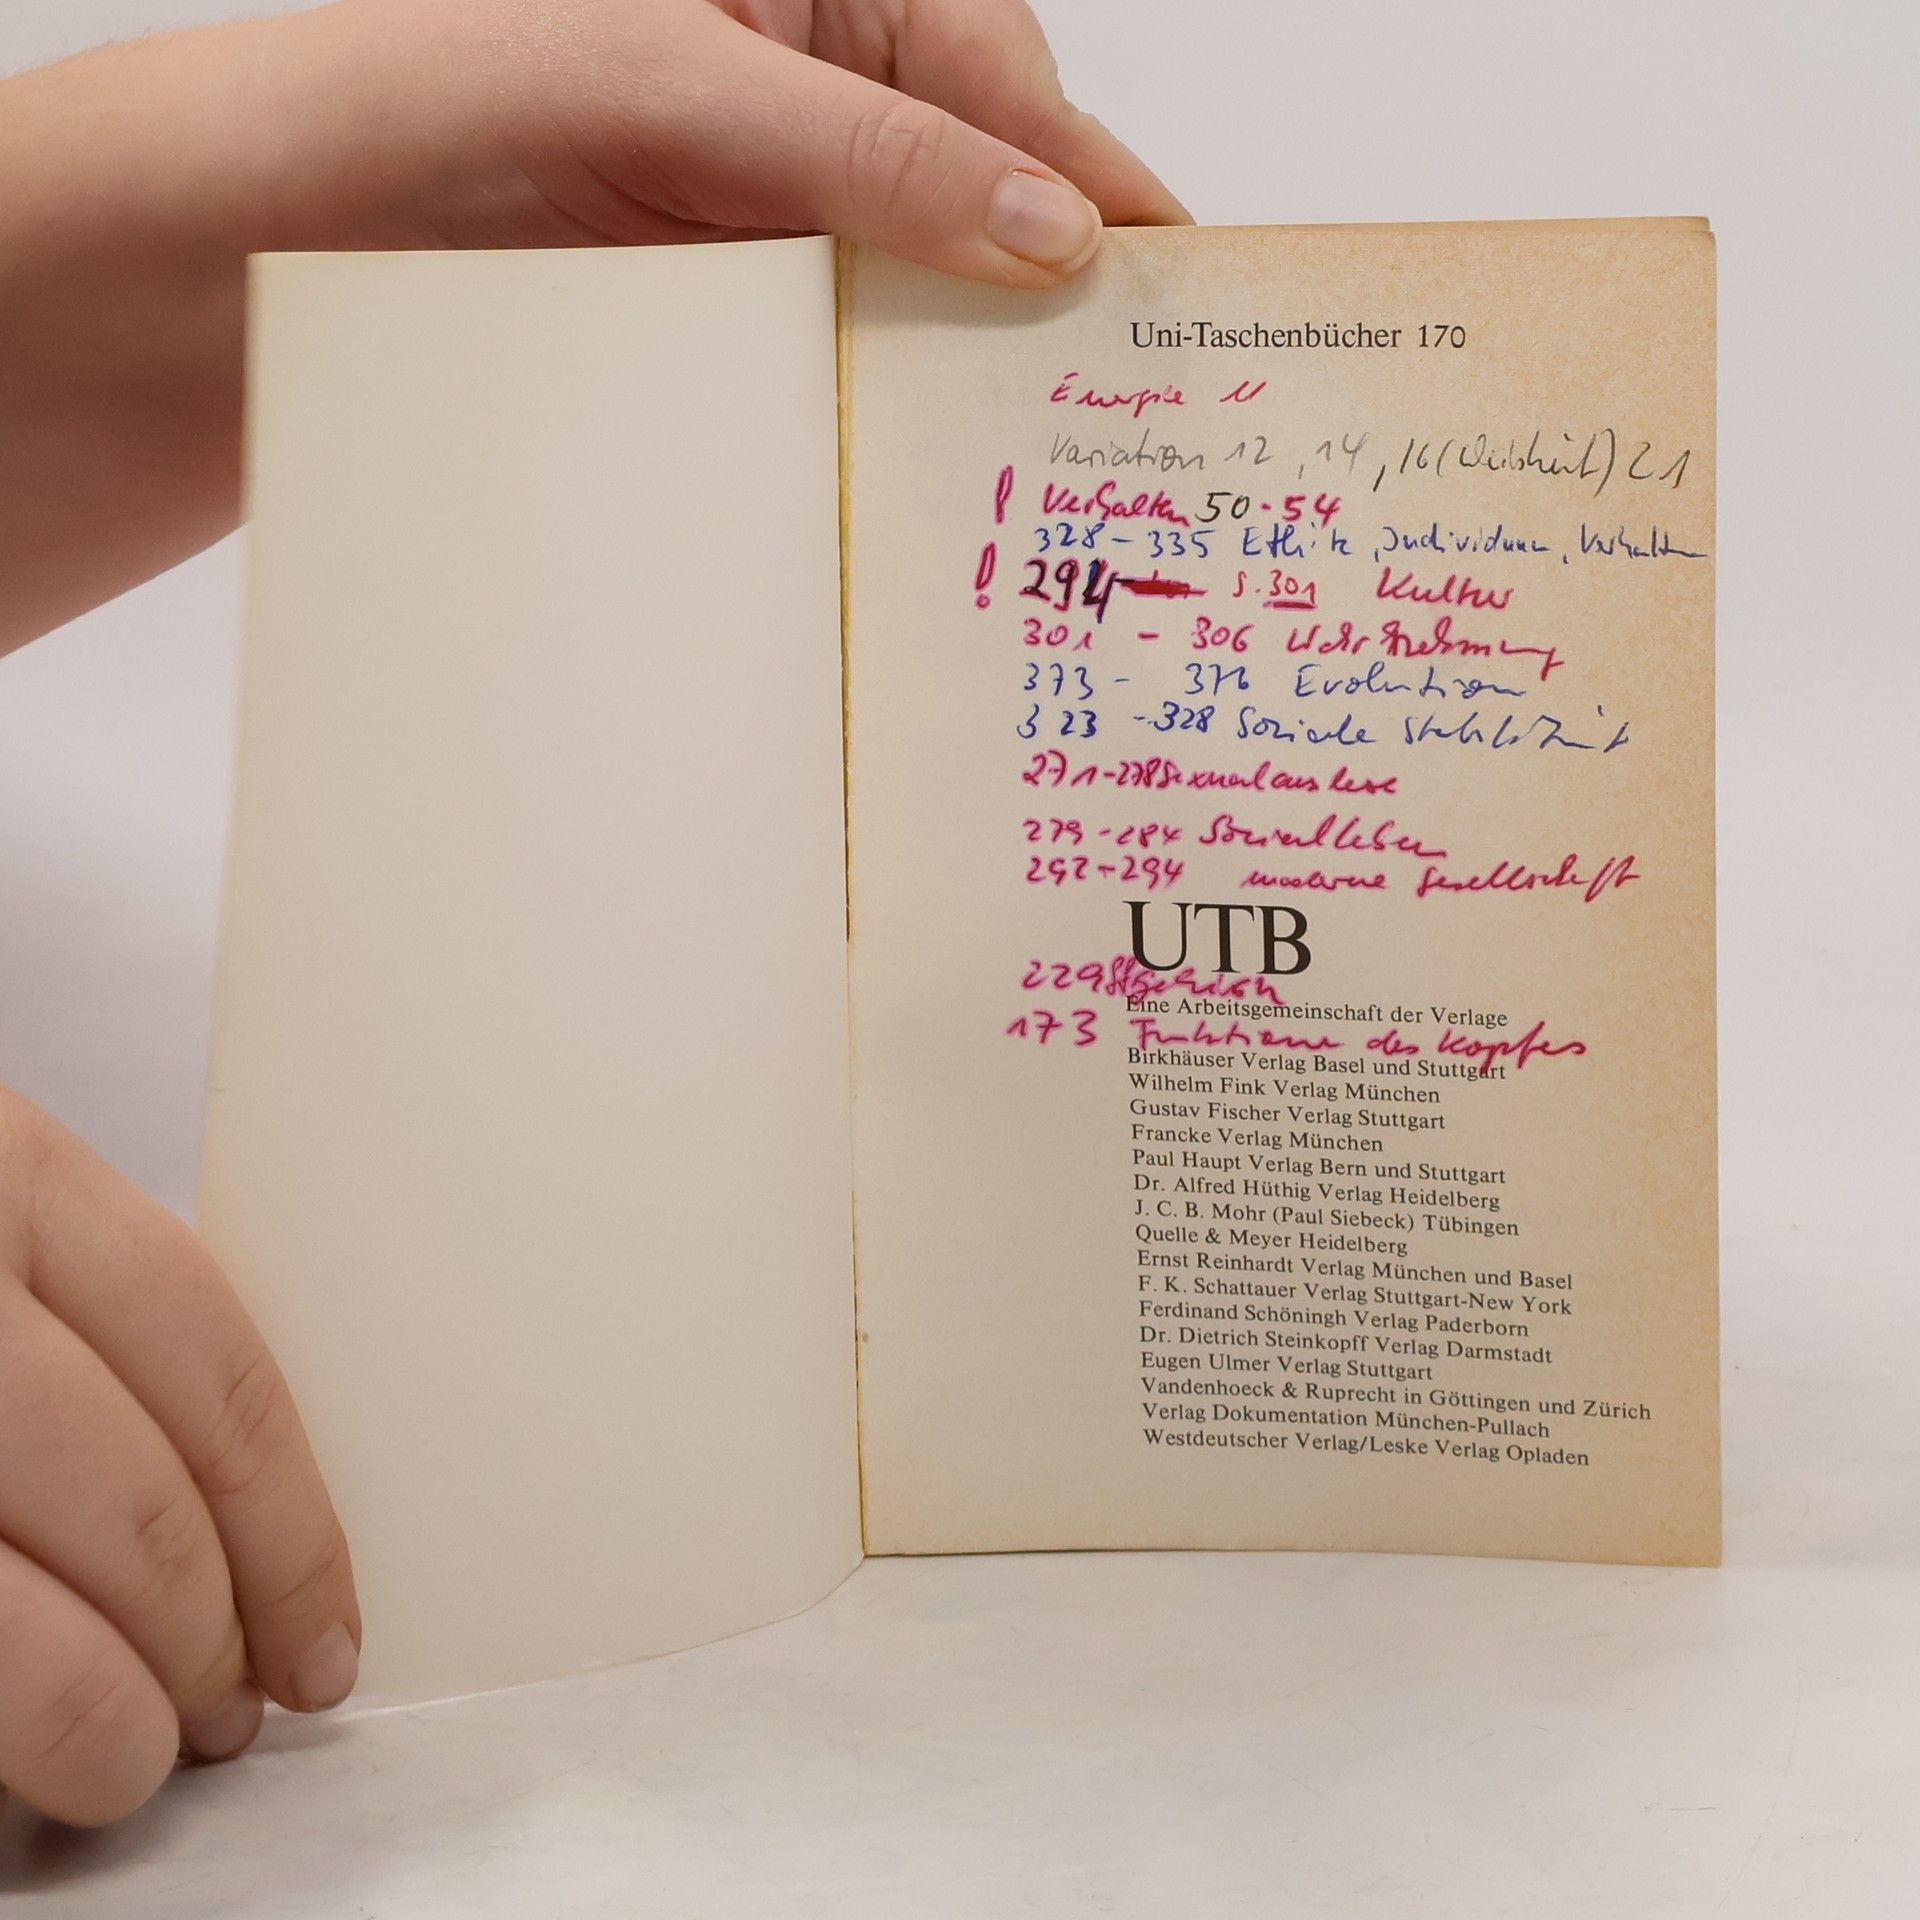 Uni-Taschenbücher 170
Energie 11
Variation 12, 14, 16 (Weisheit) 21
! Verhalten 50-54
328 - 335 Ethik, Individuum, Verhalten
! 294 S. 301 Kultur
301 - 306 Wahrnehmung
373 - 376 Evolution
323 - 328 Soziale Stabilität
271-278 Sexualauslese
279-284 Sozialleben
292-294 moderne Gesellschaft
UTB
229ff Gehirn
Eine Arbeitsgemeinschaft der Verlage
173 Funktione des Kopfes
Birkhäuser Verlag Basel und Stuttgart
Wilhelm Fink Verlag München
Gustav Fischer Verlag Stuttgart
Francke Verlag München
Paul Haupt Verlag Bern und Stuttgart
Dr. Alfred Hüthig Verlag Heidelberg
J. C. B. Mohr (Paul Siebeck) Tübingen
Quelle & Meyer Heidelberg
Ernst Reinhardt Verlag München und Basel
F. K. Schattauer Verlag Stuttgart-New York
Ferdinand Schöningh Verlag Paderborn
Dr. Dietrich Steinkopff Verlag Darmstadt
Eugen Ulmer Verlag Stuttgart
Vandenhoeck & Ruprecht in Göttingen und Zürich
Verlag Dokumentation München-Pullach
Westdeutscher Verlag/Leske Verlag Opladen